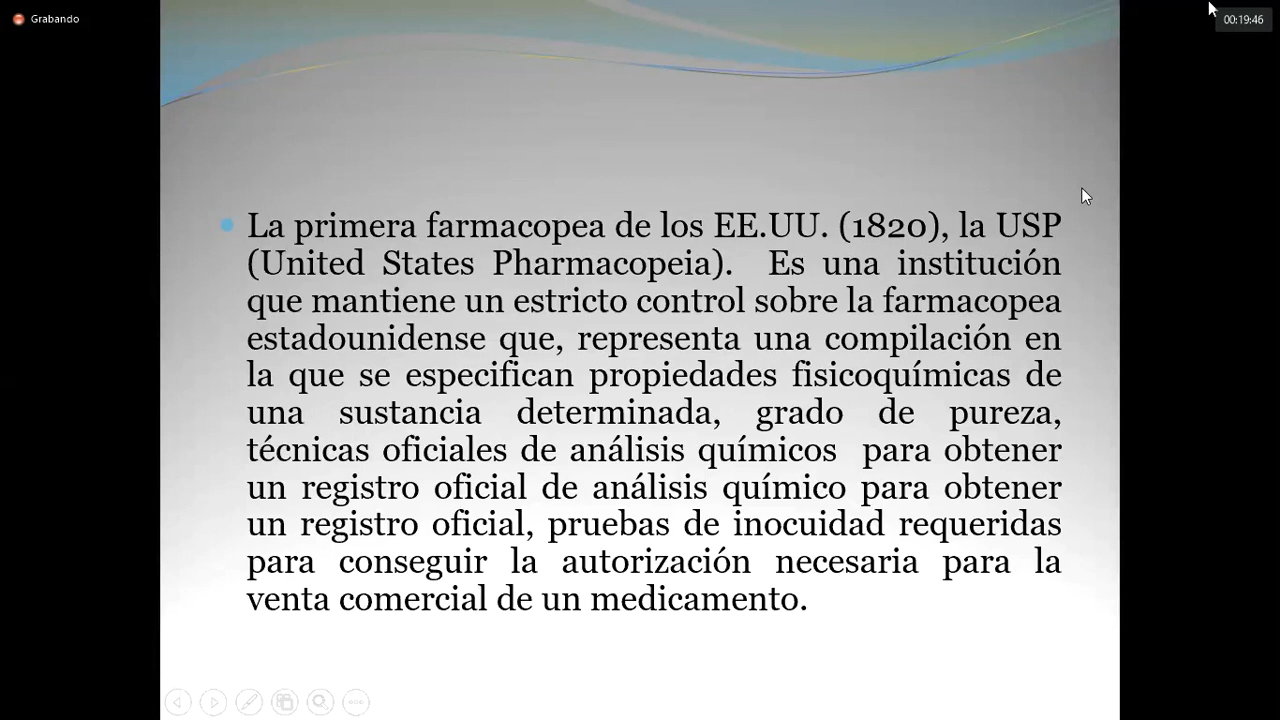 Grabando
00:19:46
La primera farmacopea de los EE.UU. (1820), la USP
(United States Pharmacopeia). Es una institución
que mantiene un estricto control sobre la farmacopea
estadounidense que, representa una compilación en
la que se especifican propiedades fisicoquímicas de
una sustancia determinada, grado de pureza,
técnicas oficiales de análisis químicos para obtener
un registro oficial de análisis químico para obtener
un registro oficial, pruebas de inocuidad requeridas
para conseguir la autorización necesaria para la
venta comercial de un medicamento.